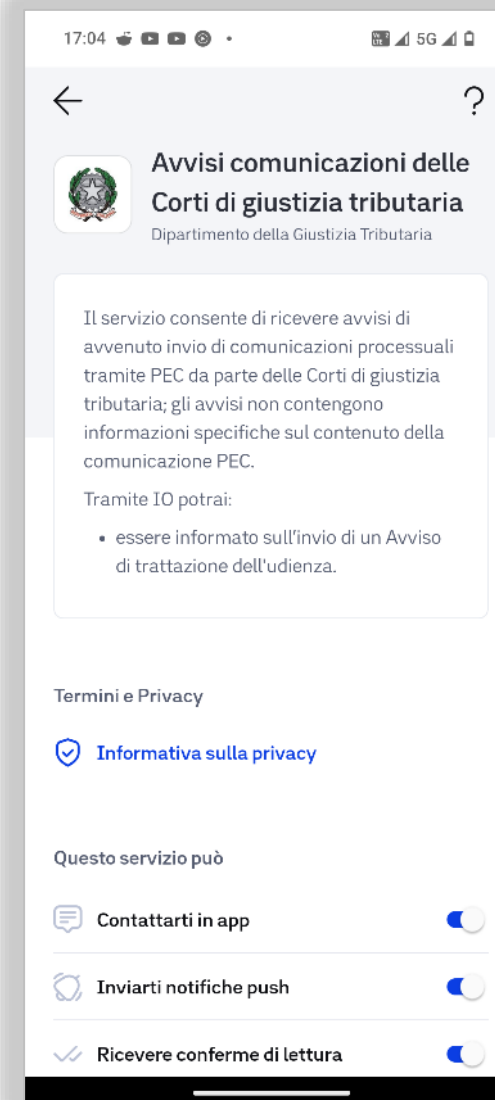 17:04
5G
?
Avvisi comunicazioni delle
Corti di giustizia tributaria
Dipartimento della Giustizia Tributaria
Il servizio consente di ricevere avvisi di
avvenuto invio di comunicazioni processuali
tramite PEC da parte delle Corti di giustizia
tributaria; gli avvisi non contengono
informazioni specifiche sul contenuto della
comunicazione PEC.
Tramite IO potrai:
• essere informato sull'invio di un Avviso
di trattazione dell'udienza.
Termini e Privacy
Informativa sulla privacy
Questo servizio può
Contattarti in app
Inviarti notifiche push
Ricevere conferme di lettura